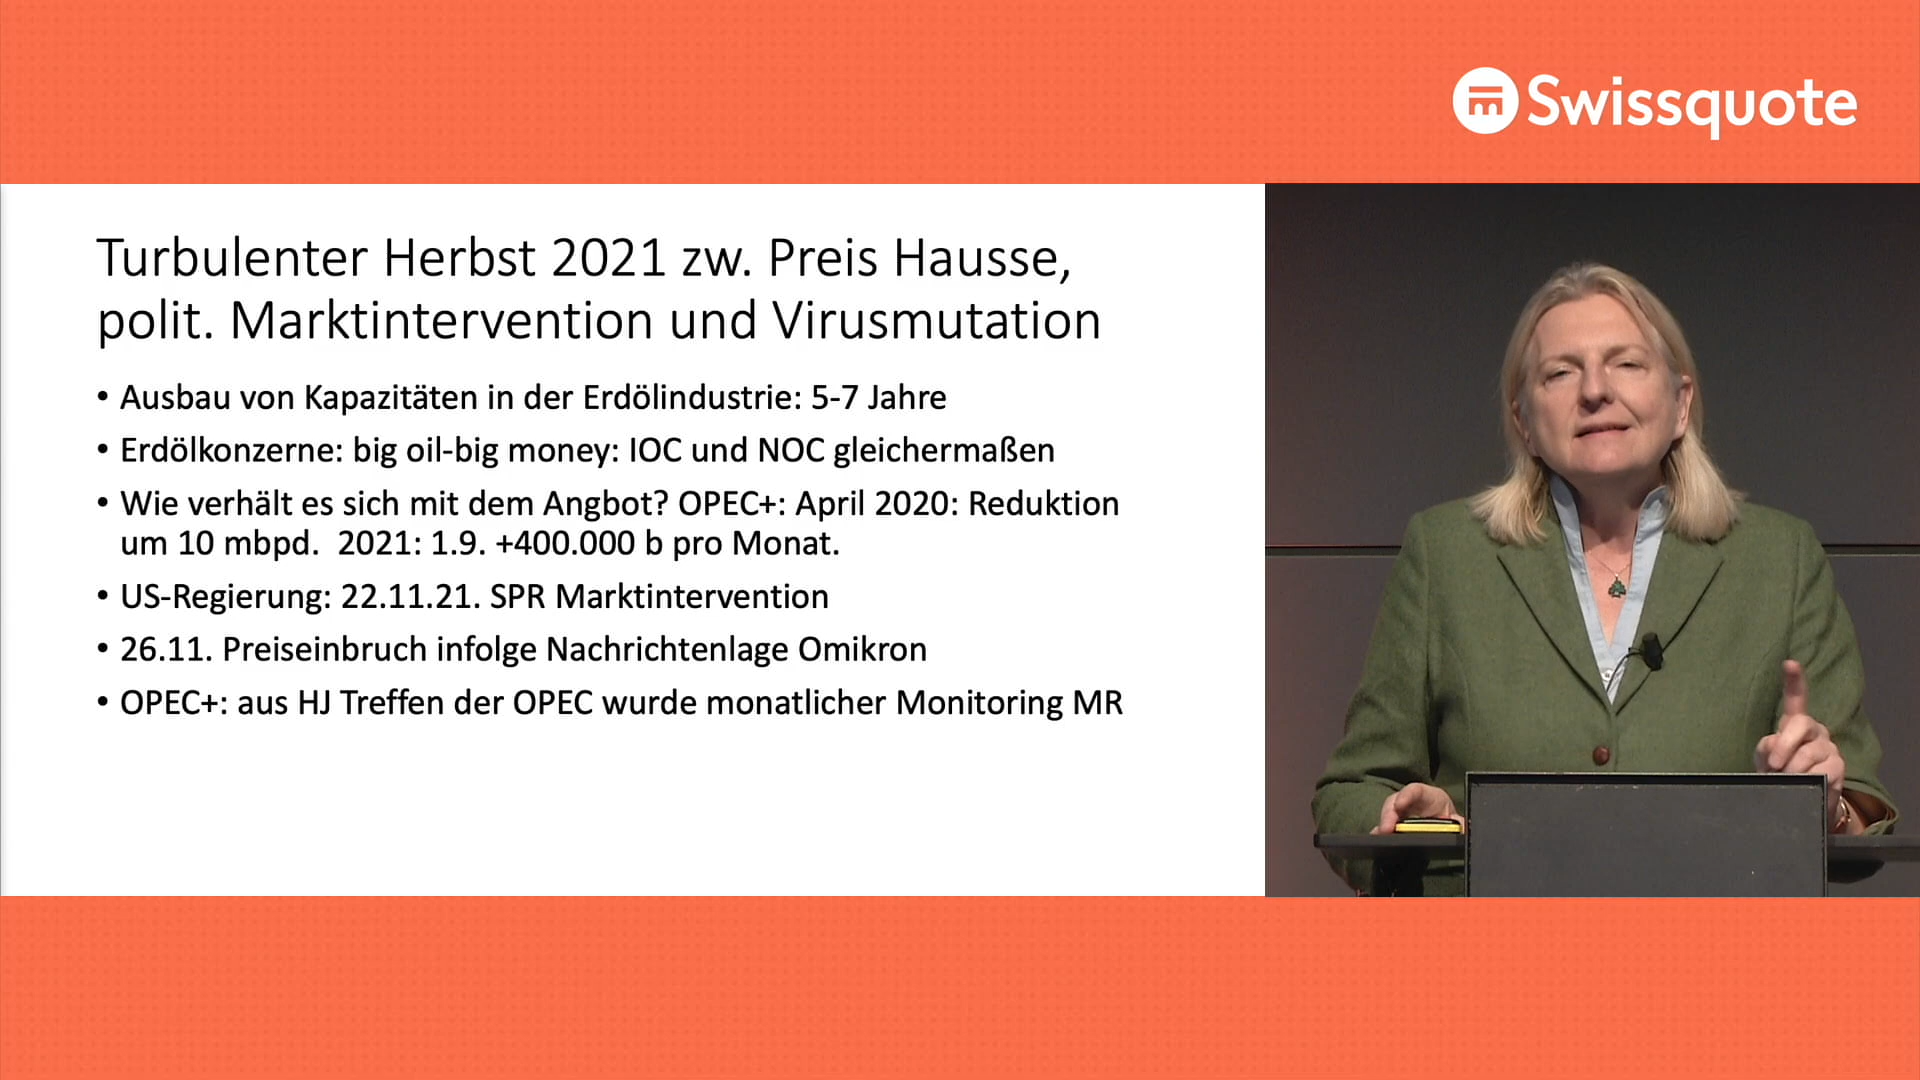 Swissquote
Turbulenter Herbst 2021 zw. Preis Hausse,
polit. Marktintervention und Virusmutation
• Ausbau von Kapazitäten in der Erdölindustrie: 5-7 Jahre
• Erdölkonzerne: big oil-big money: IOC und NOC gleichermaßen
• Wie verhält es sich mit dem Angbot? OPEC+: April 2020: Reduktion
um 10 mbpd.  2021: 1.9. +400.000 b pro Monat.
• US-Regierung: 22.11.21. SPR Marktintervention
• 26.11. Preiseinbruch infolge Nachrichtenlage Omikron
• OPEC+: aus HJ Treffen der OPEC wurde monatlicher Monitoring MR